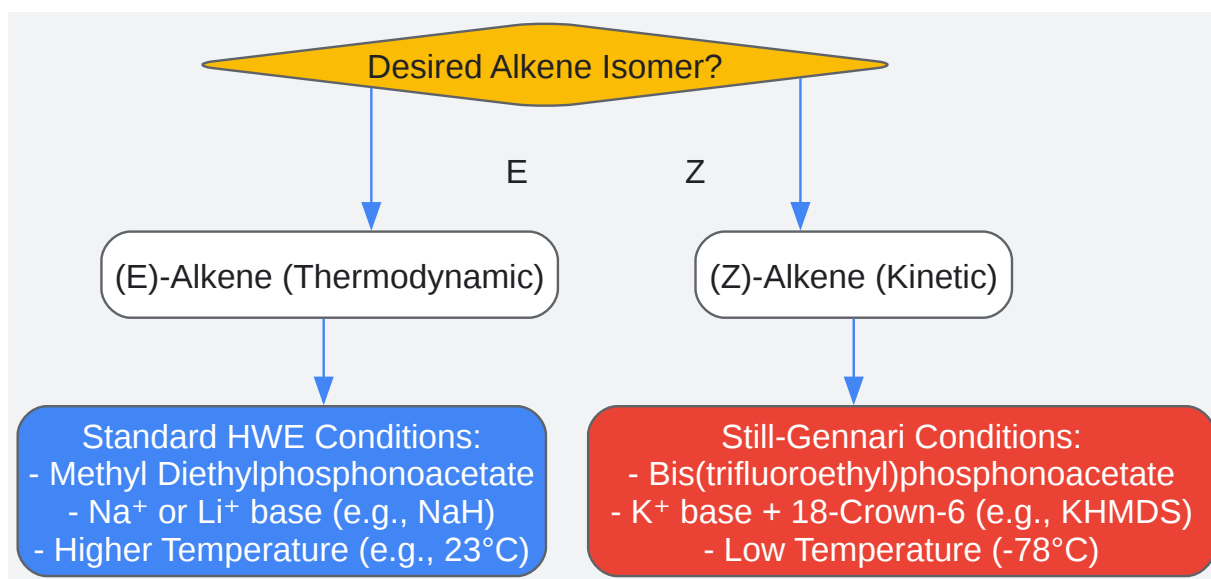 Desired Alkene Isomer?
E
Z
(E)-Alkene (Thermodynamic)
(Z)-Alkene (Kinetic)
Standard HWE Conditions:
- Methyl Diethylphosphonoacetate
- Na⁺ or Li⁺ base (e.g., NaH)
- Higher Temperature (e.g., 23°C)
Still-Gennari Conditions:
- Bis(trifluoroethyl)phosphonoacetate
- K⁺ base + 18-Crown-6 (e.g., KHMDS)
- Low Temperature (-78°C)